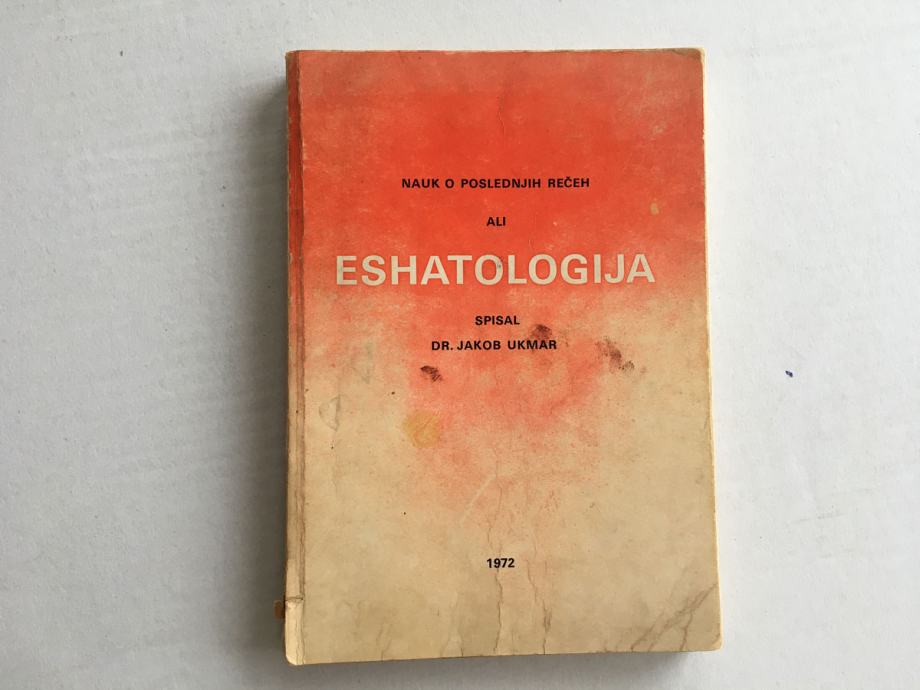 NAUK O POSLEDNJIH REČEH
ALI
ESHATOLOGIJA
SPISAL
DR. JAKOB UKMAR
1972